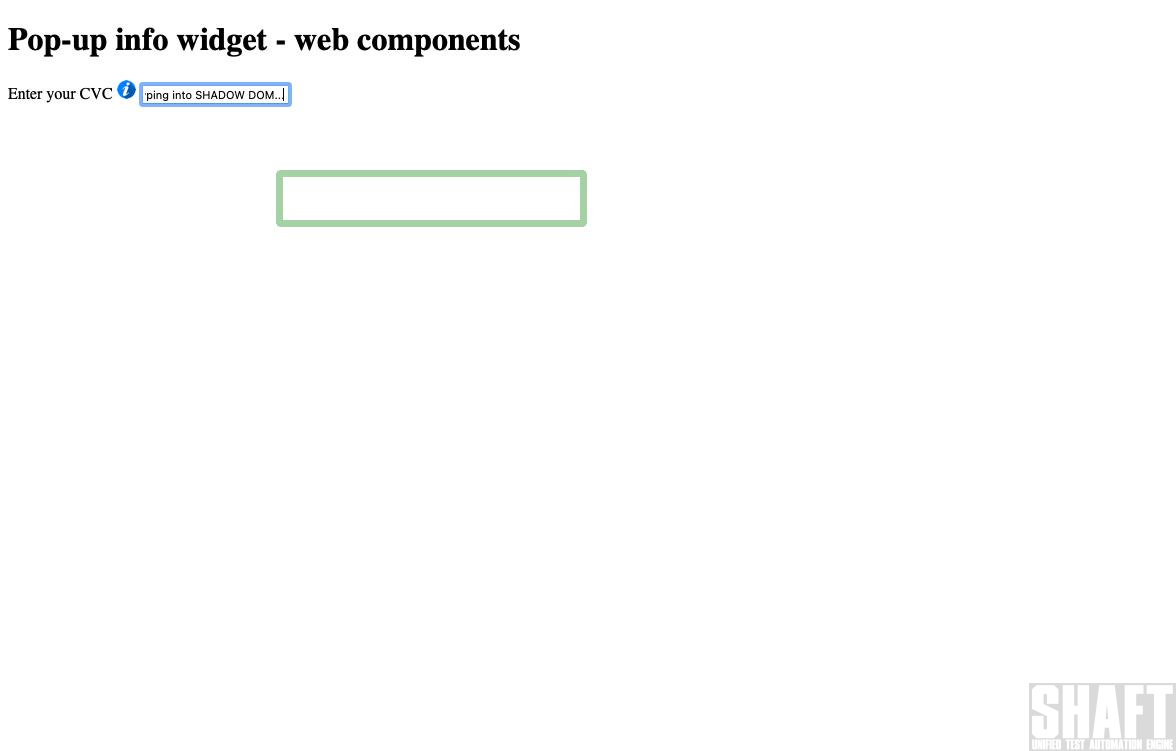 Pop-up info widget - web components
Enter your CVC i ping into SHADOW DOM...
SHAFT
UNIFIED TEST AUTOMATION ENGINE